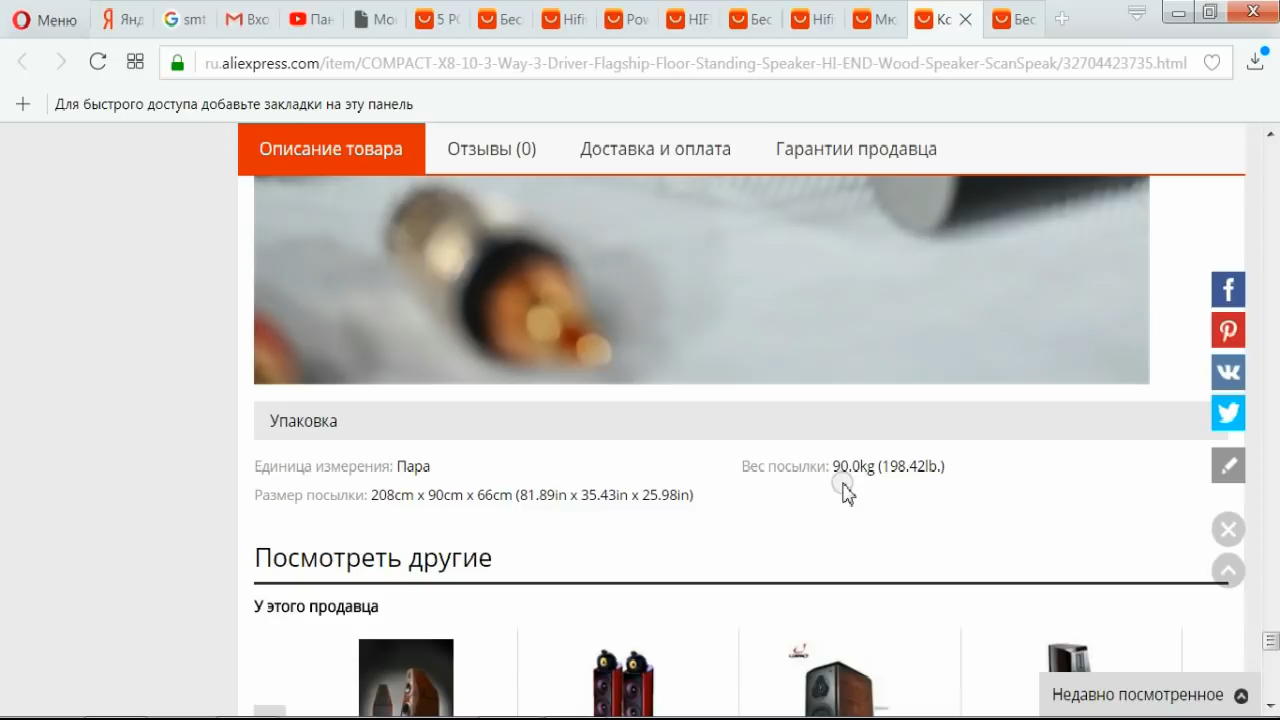 Меню
Янд
smt
Вхо
Пан
Мо
5 P
Бес
Hifi
Pov
HIF
Бес
Hifi
Мю
Кс
Бес
ru.aliexpress.com/item/COMPACT-X8-10-3-Way-3-Driver-Flagship-Floor-Standing-Speaker-HI-END-Wood-Speaker-ScanSpeak/32704423735.html
Для быстрого доступа добавьте закладки на эту панель
Описание товара
Отзывы (0)
Доставка и оплата
Гарантии продавца
Упаковка
Единица измерения: Пара
Вес посылки: 90.0kg (198.42lb.)
Размер посылки: 208cm x 90cm x 66cm (81.89in x 35.43in x 25.98in)
Посмотреть другие
У этого продавца
Недавно посмотренное